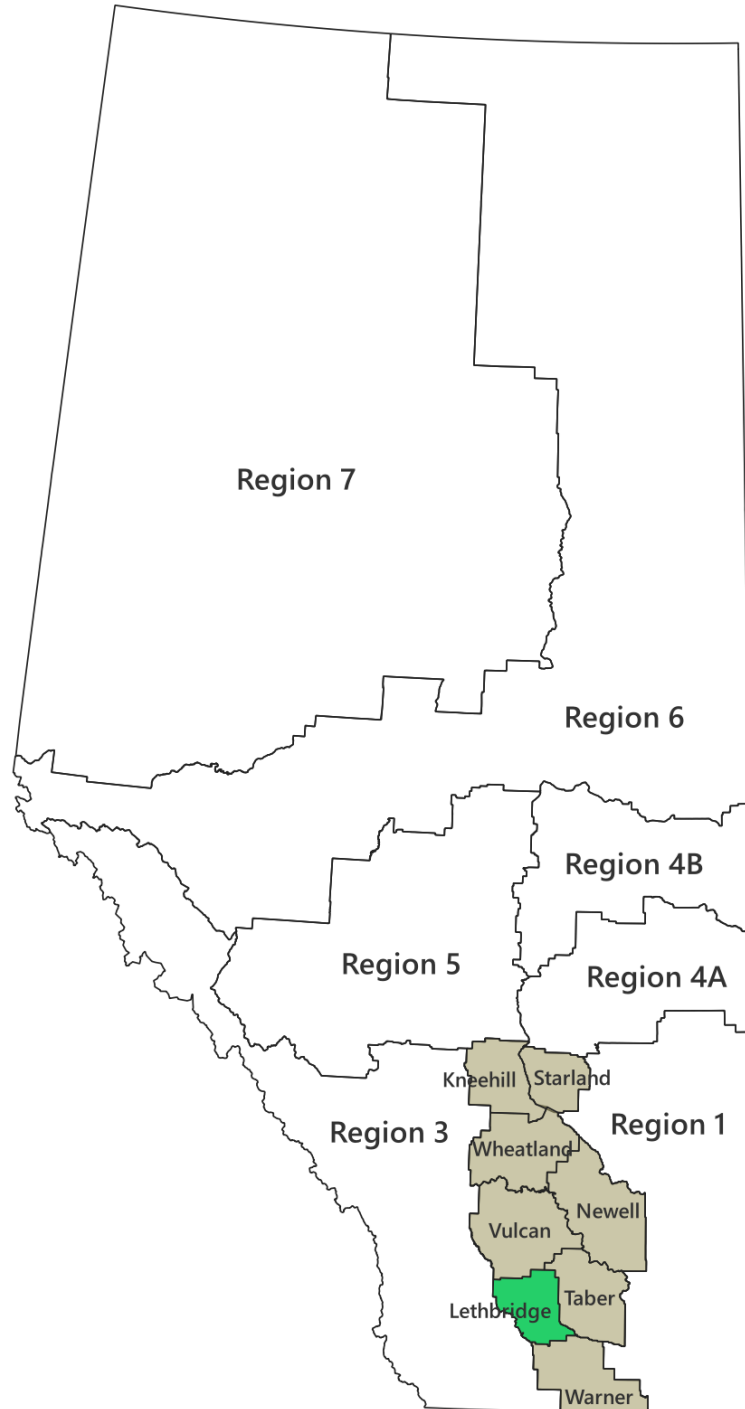 Region 7
Region 6
Region 4B
Region 5
Region 4A
Kneehill
Starland
Region 3
Region 1
Wheatland
Newell
Vulcan
Taber
Lethbridge
Warner